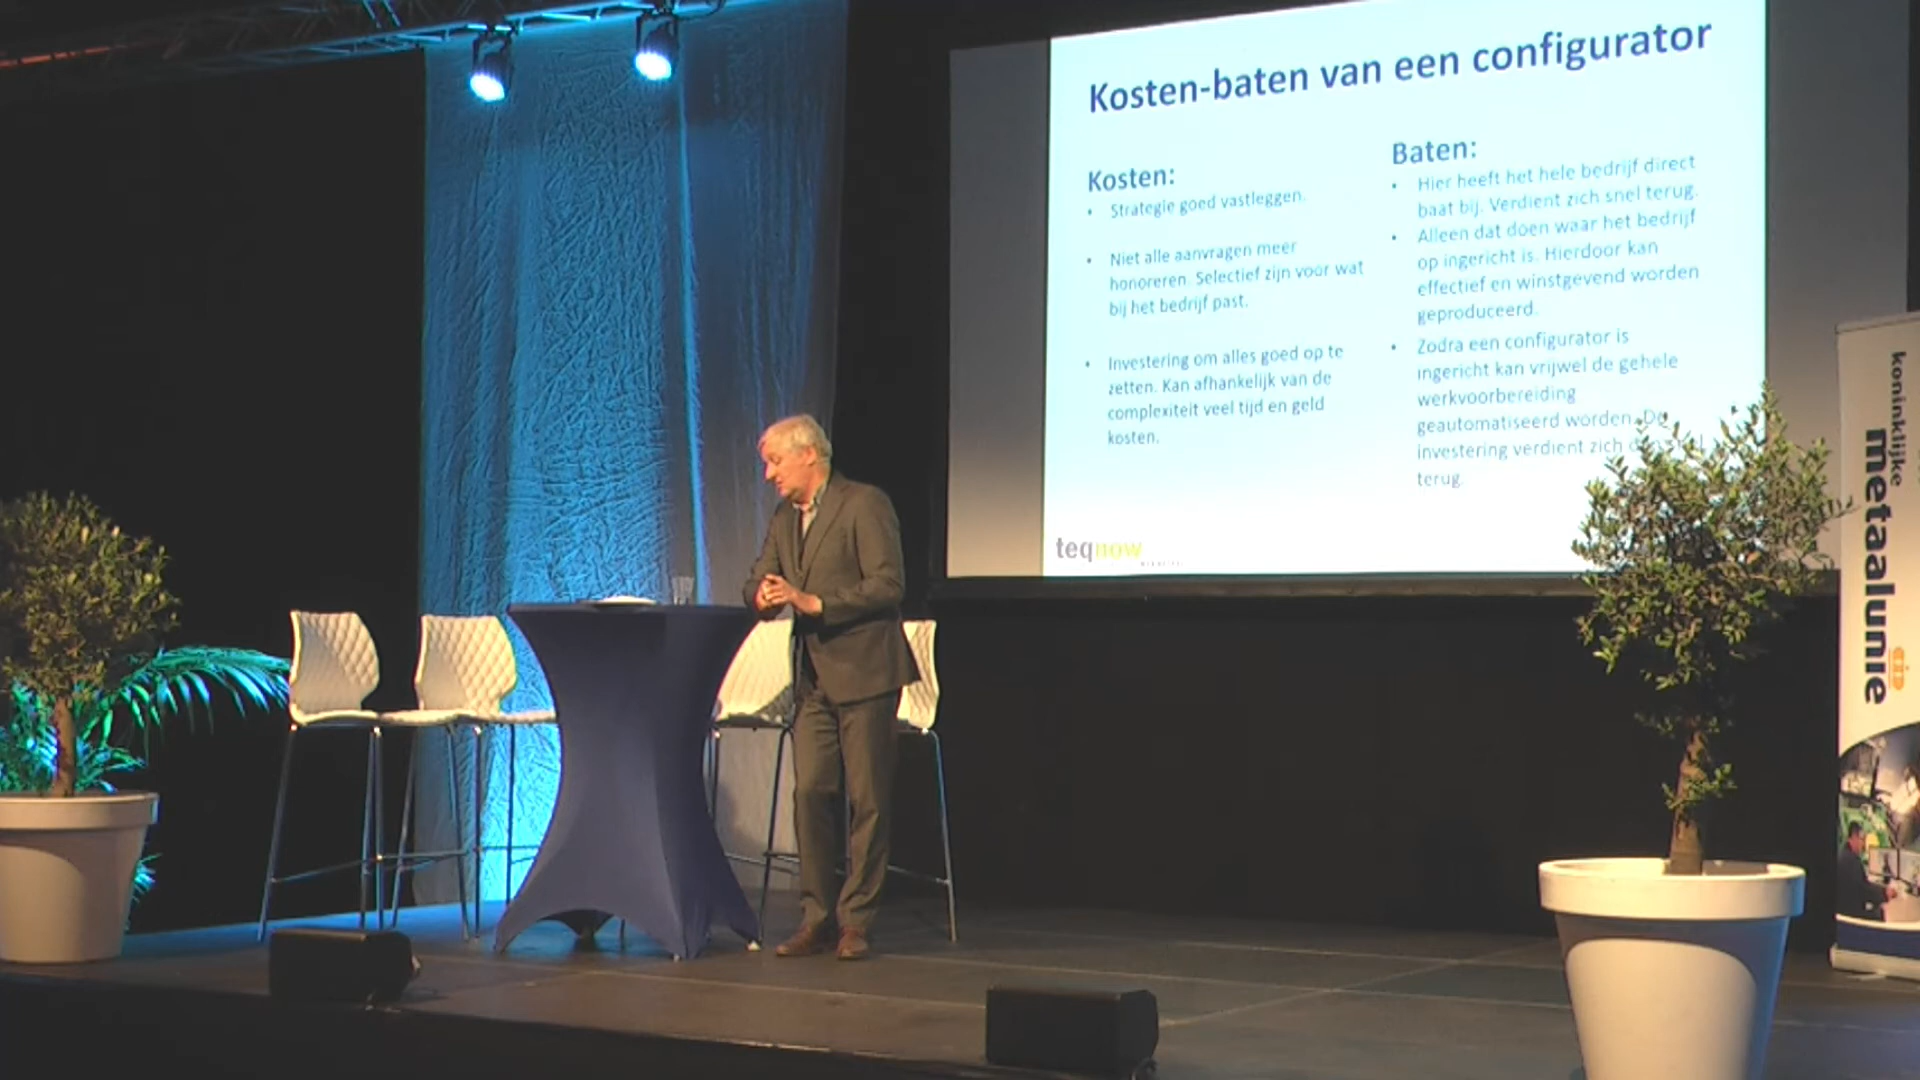 Kosten-baten van een configurator
Kosten:
• Strategie goed vastleggen.
• Niet alle aanvragen meer
honoreren. Selectief zijn voor wat
bij het bedrijf past.
• Investering om alles goed op te
zetten. Kan afhankelijk van de
complexiteit veel tijd en geld
kosten.
Baten:
• Hier heeft het hele bedrijf direct
baat bij. Verdient zich snel terug.
• Alleen dat doen waar het bedrijf
op ingericht is. Hierdoor kan
effectief en winstgevend worden
geproduceerd.
• Zodra een configurator is
ingericht kan vrijwel de gehele
werkvoorbereiding
geautomatiseerd worden. De
investering verdient zich
terug.
teqnow
koninklijke
metaalunie